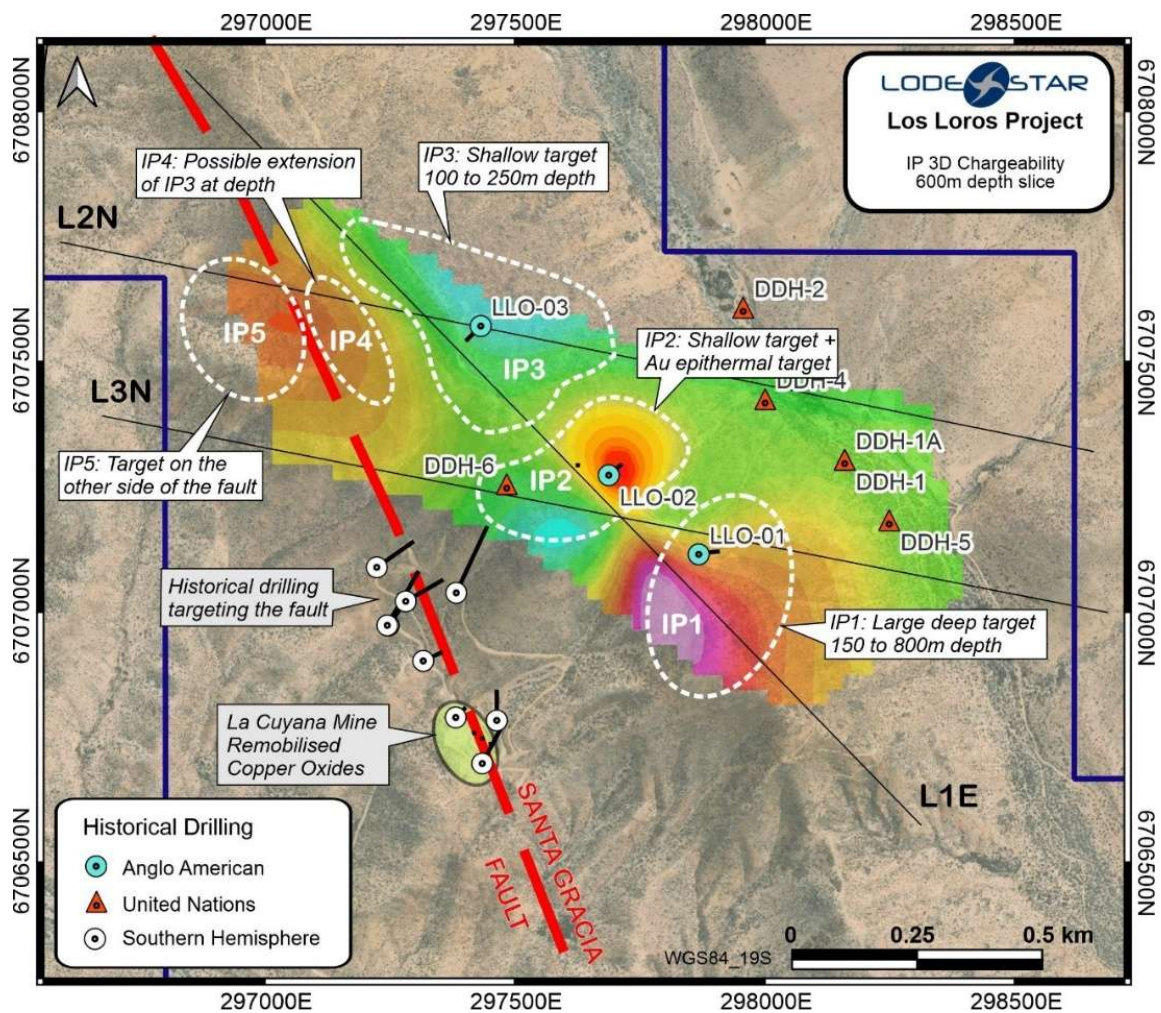 297000E
297500E
298000E
298500E
6708000N
6707500N
6707000N
6706500N
6708000N
6707500N
6707000N
6706500N
LODESTAR
Los Loros Project
IP 3D Chargeability
600m depth slice
IP4: Possible extension
of IP3 at depth
IP3: Shallow target
100 to 250m depth
L2N
LLO-03
DDH-2
IP5
IP4
IP3
IP2: Shallow target +
Au epithermal target
DDH-4
L3N
DDH-1A
DDH-1
IP5: Target on the
other side of the fault
DDH-6
IP2
LLO-02
DDH-5
LLO-01
Historical drilling
targeting the fault
IP1
IP1: Large deep target
150 to 800m depth
La Cuyana Mine
Remobilised
Copper Oxides
L1E
SANTA GRACIA
FAULT
Historical Drilling
Anglo American
United Nations
Southern Hemisphere
0
0.25
0.5 km
WGS84_19S
297000E
297500E
298000E
298500E